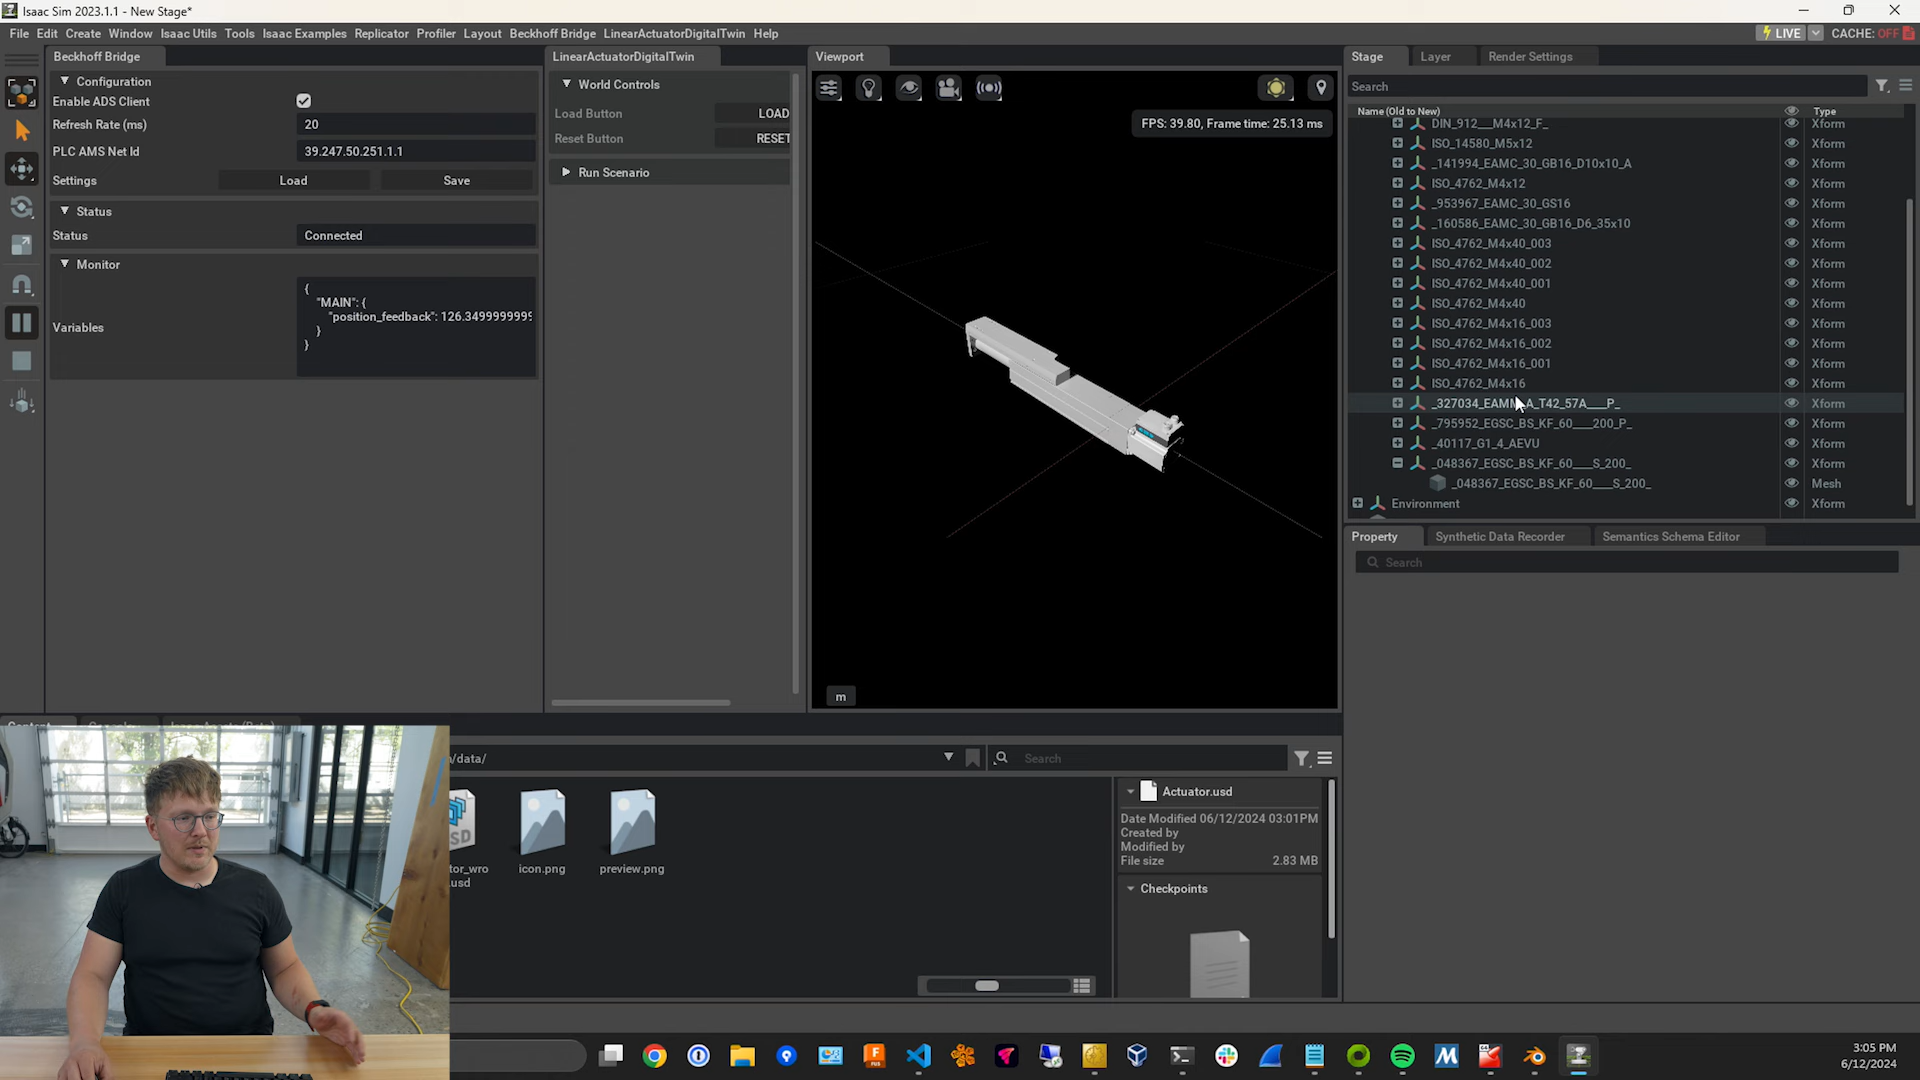 Isaac Sim 2023.1.1 - New Stage*
File Edit Create Window Isaac Utils Tools Isaac Examples Replicator Profiler Layout Beckhoff Bridge LinearActuatorDigitalTwin Help
LIVE CACHE: OFF
Beckhoff Bridge
Configuration
Enable ADS Client
Refresh Rate (ms) 20
PLC AMS Net Id 39.247.50.251.1.1
Settings Load Save
Status
Status Connected
Monitor
Variables
{
"MAIN": {
"position_feedback": 126.3499999999
}
}
LinearActuatorDigitalTwin
World Controls
Load Button LOAD
Reset Button RESET
Run Scenario
Viewport
FPS: 39.80, Frame time: 25.13 ms
m
Stage Layer Render Settings
Search
Name (Old to New) Type
DIN_912___M4x12_F_ Xform
ISO_14580_M5x12 Xform
_141994_EAMC_30_GB16_D10x10_A Xform
ISO_4762_M4x12 Xform
_953967_EAMC_30_GS16 Xform
_160586_EAMC_30_GB16_D6_35x10 Xform
ISO_4762_M4x40_003 Xform
ISO_4762_M4x40_002 Xform
ISO_4762_M4x40_001 Xform
ISO_4762_M4x40 Xform
ISO_4762_M4x16_003 Xform
ISO_4762_M4x16_002 Xform
ISO_4762_M4x16_001 Xform
ISO_4762_M4x16 Xform
_327034_EAMM_A_T42_57A___P_ Xform
_795952_EGSC_BS_KF_60___200_P_ Xform
_40117_G1_4_AEVU Xform
_048367_EGSC_BS_KF_60___S_200_ Xform
_048367_EGSC_BS_KF_60___S_200_ Mesh
Environment Xform
Property Synthetic Data Recorder Semantics Schema Editor
Search
/data/
Search
tor_wro
.usd
icon.png
preview.png
Actuator.usd
Date Modified 06/12/2024 03:01PM
Created by
Modified by
File size 2.83 MB
Checkpoints
3:05 PM
6/12/2024